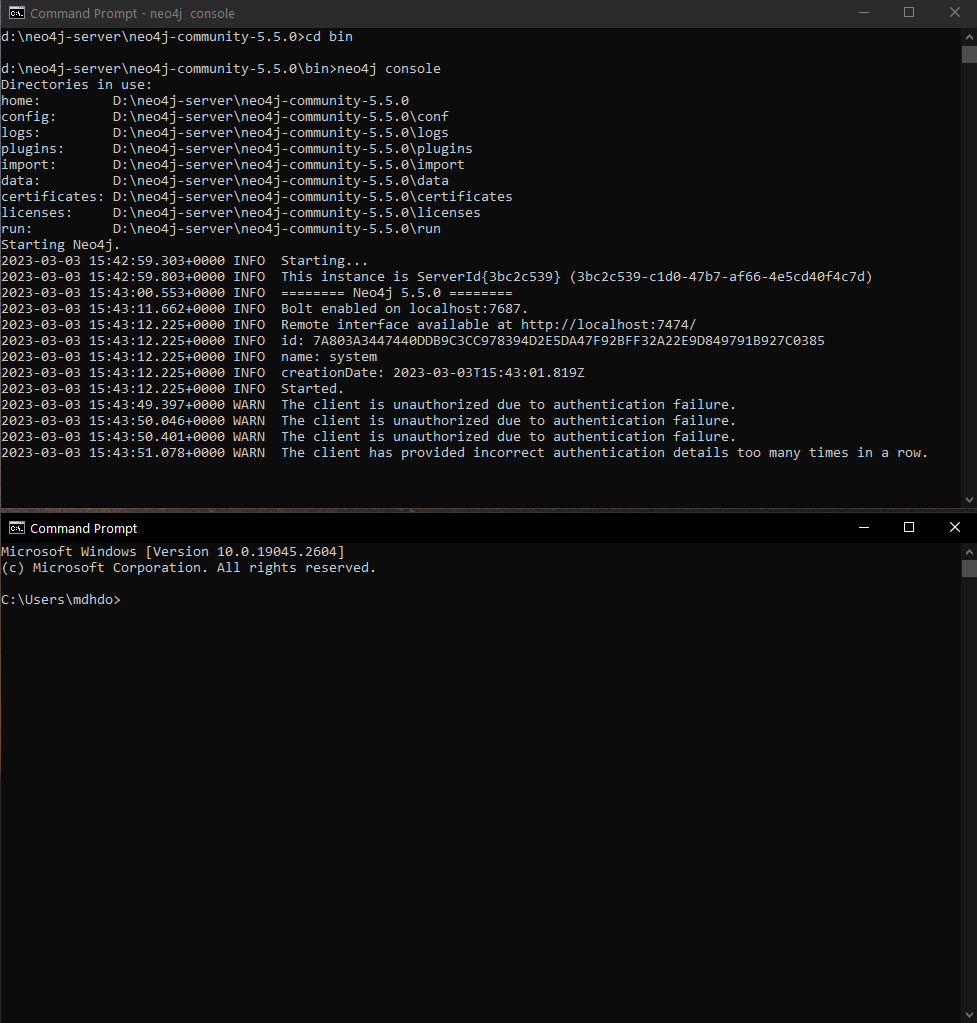 Command Prompt - neo4j  console
d:\neo4j-server\neo4j-community-5.5.0>cd bin
d:\neo4j-server\neo4j-community-5.5.0\bin>neo4j console
Directories in use:
home:         D:\neo4j-server\neo4j-community-5.5.0
config:       D:\neo4j-server\neo4j-community-5.5.0\conf
logs:         D:\neo4j-server\neo4j-community-5.5.0\logs
plugins:      D:\neo4j-server\neo4j-community-5.5.0\plugins
import:       D:\neo4j-server\neo4j-community-5.5.0\import
data:         D:\neo4j-server\neo4j-community-5.5.0\data
certificates: D:\neo4j-server\neo4j-community-5.5.0\certificates
licenses:     D:\neo4j-server\neo4j-community-5.5.0\licenses
run:          D:\neo4j-server\neo4j-community-5.5.0\run
Starting Neo4j.
2023-03-03 15:42:59.303+0000 INFO  Starting...
2023-03-03 15:42:59.803+0000 INFO  This instance is ServerId{3bc2c539} (3bc2c539-c1d0-47b7-af66-4e5cd40f4c7d)
2023-03-03 15:43:00.553+0000 INFO  ======== Neo4j 5.5.0 ========
2023-03-03 15:43:11.662+0000 INFO  Bolt enabled on localhost:7687.
2023-03-03 15:43:12.225+0000 INFO  Remote interface available at http://localhost:7474/
2023-03-03 15:43:12.225+0000 INFO  id: 7A803A3447440DDB9C3CC978394D2E5DA47F92BFF32A22E9D849791B927C0385
2023-03-03 15:43:12.225+0000 INFO  name: system
2023-03-03 15:43:12.225+0000 INFO  creationDate: 2023-03-03T15:43:01.819Z
2023-03-03 15:43:12.225+0000 INFO  Started.
2023-03-03 15:43:49.397+0000 WARN  The client is unauthorized due to authentication failure.
2023-03-03 15:43:50.046+0000 WARN  The client is unauthorized due to authentication failure.
2023-03-03 15:43:50.401+0000 WARN  The client is unauthorized due to authentication failure.
2023-03-03 15:43:51.078+0000 WARN  The client has provided incorrect authentication details too many times in a row.
Command Prompt
Microsoft Windows [Version 10.0.19045.2604]
(c) Microsoft Corporation. All rights reserved.
C:\Users\mdhdo>